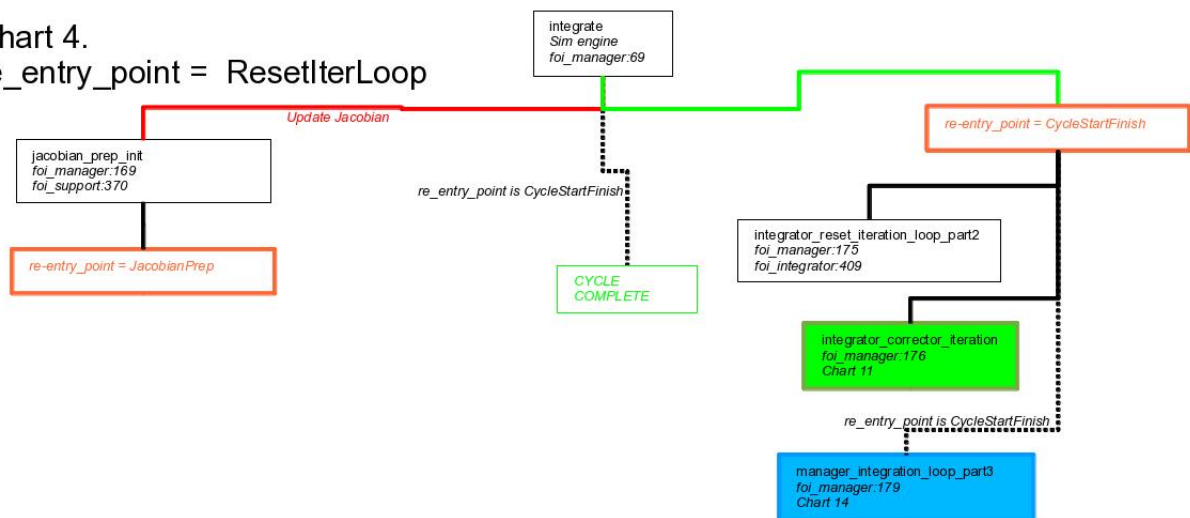 hart 4.
e_entry_point = ResetIterLoop
integrate
Sim engine
foi_manager:69
Update Jacobian
re-entry_point = CycleStartFinish
jacobian_prep_init
foi_manager:169
foi_support:370
re_entry_point is CycleStartFinish
integrator_reset_iteration_loop_part2
foi_manager:175
foi_integrator:409
re-entry_point = JacobianPrep
CYCLE
COMPLETE
integrator_corrector_iteration
foi_manager:176
Chart 11
re_entry_point is CycleStartFinish
manager_integration_loop_part3
foi_manager:179
Chart 14